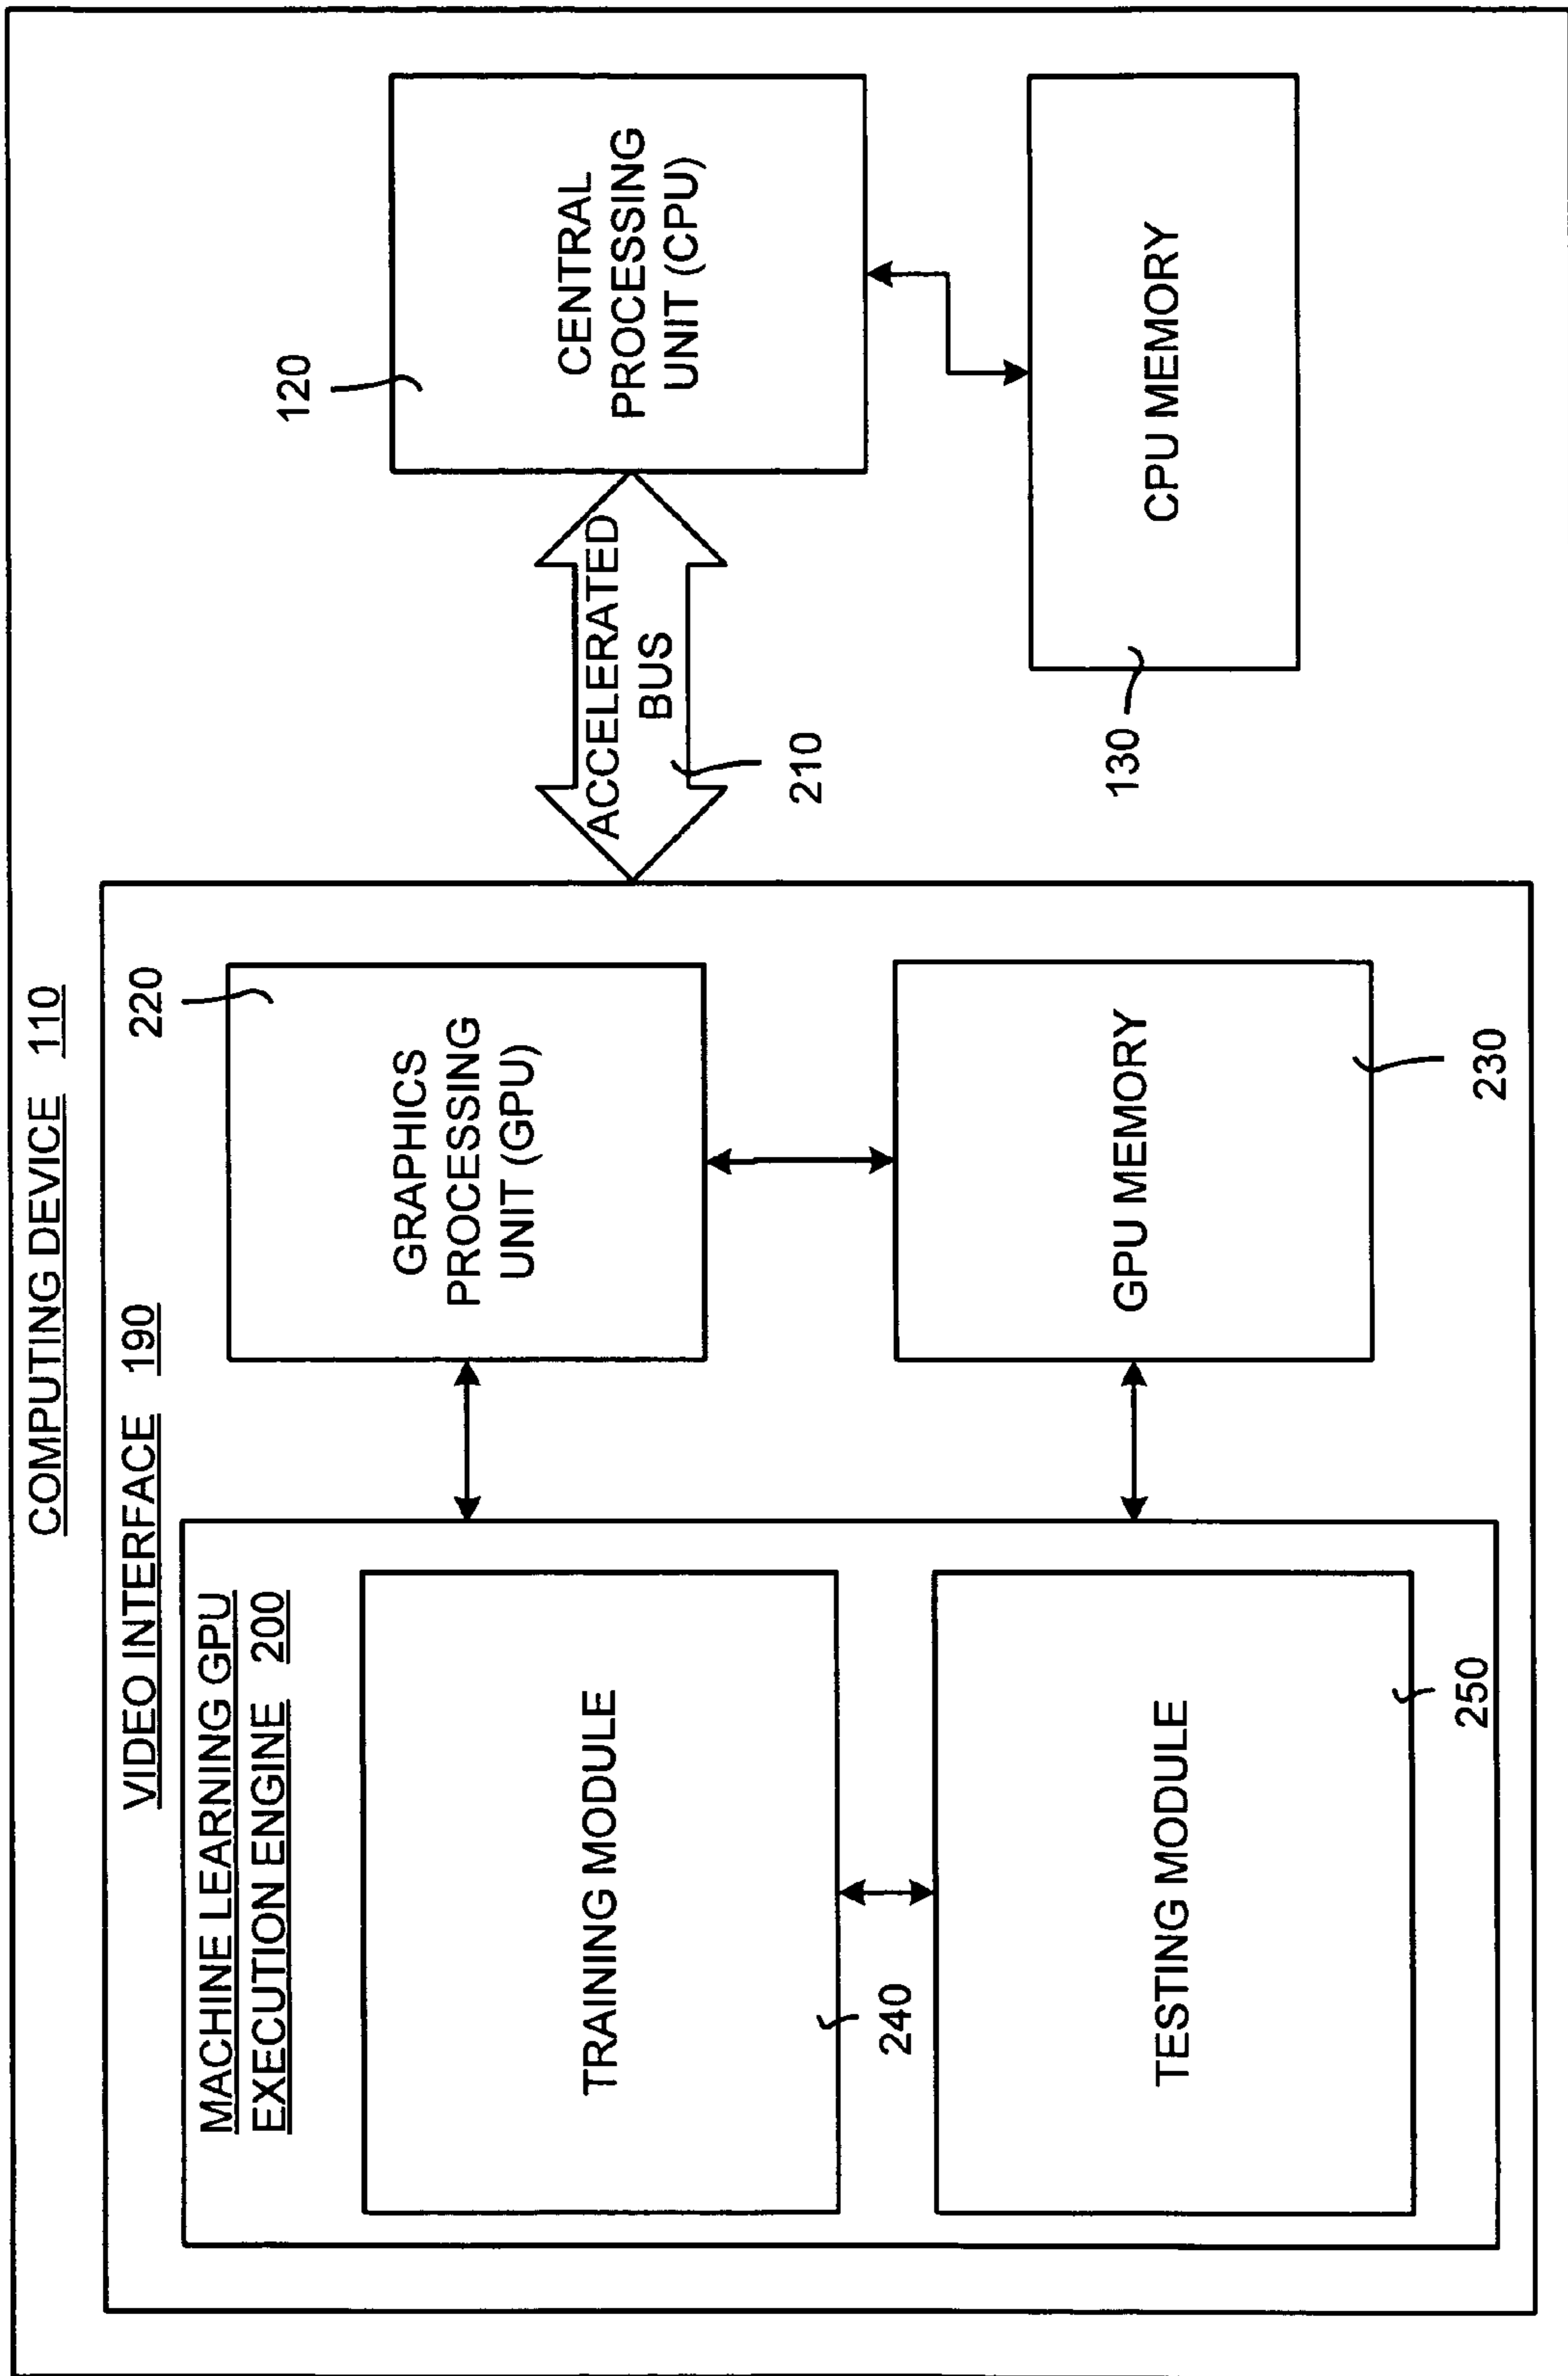 COMPUTING DEVICE 110
VIDEO INTERFACE 190
MACHINE LEARNING GPU
EXECUTION ENGINE 200
TRAINING MODULE
240
TESTING MODULE
250
220
GRAPHICS
PROCESSING
UNIT (GPU)
GPU MEMORY
230
ACCELERATED
BUS
210
120
CENTRAL
PROCESSING
UNIT (CPU)
CPU MEMORY
130